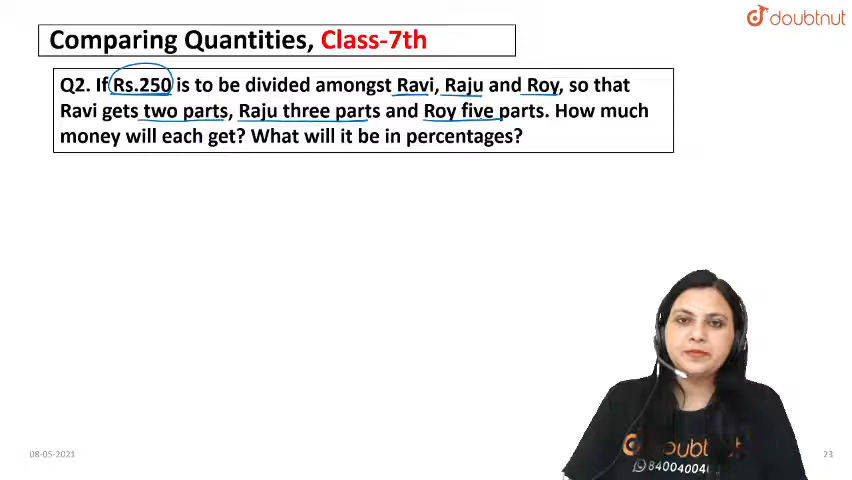 doubtnut
Comparing Quantities, Class-7th
Q2. If Rs.250 is to be divided amongst Ravi, Raju and Roy, so that
Ravi gets two parts, Raju three parts and Roy five parts. How much
money will each get? What will it be in percentages?
doubtnut
8400400400
08-05-2021
23